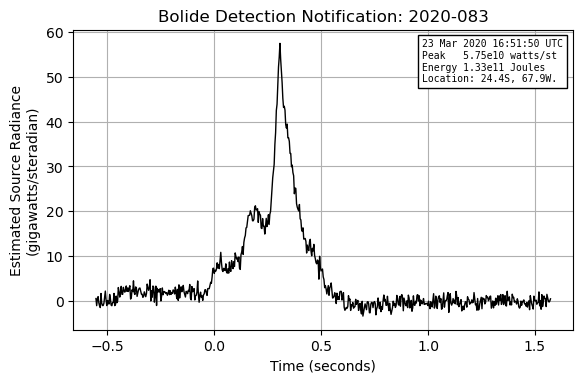 Bolide Detection Notification: 2020-083
23 Mar 2020 16:51:50 UTC
Peak   5.75e10 watts/st
Energy 1.33e11 Joules
Location: 24.4S, 67.9W.
Estimated Source Radiance
(gigawatts/steradian)
60
50
40
30
20
10
0
−0.5
0.0
0.5
1.0
1.5
Time (seconds)